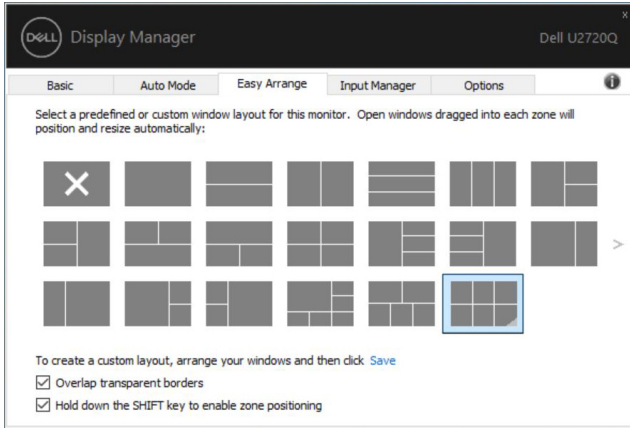 DELL Display Manager
Dell U2720Q
Basic Auto Mode Easy Arrange Input Manager Options
Select a predefined or custom window layout for this monitor. Open windows dragged into each zone will
position and resize automatically:
To create a custom layout, arrange your windows and then click Save
Overlap transparent borders
Hold down the SHIFT key to enable zone positioning